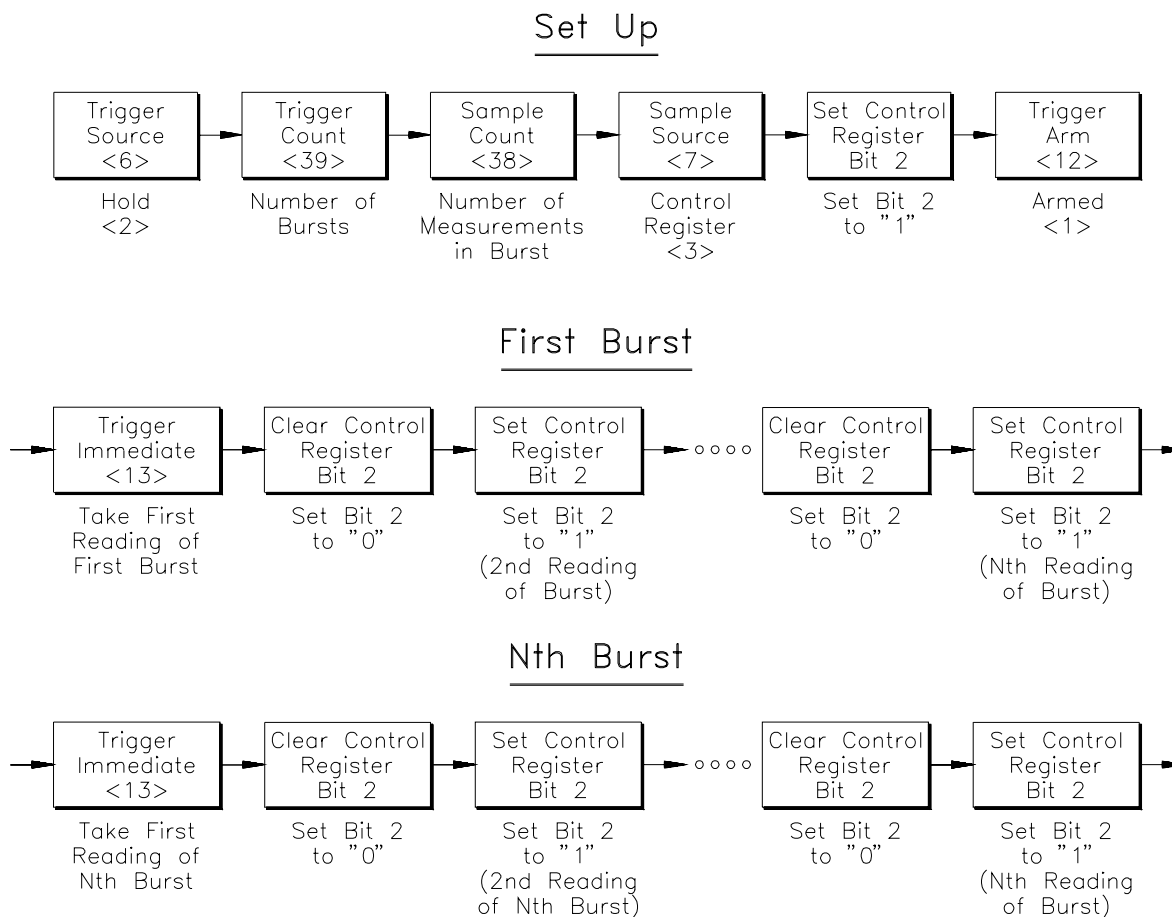 Set Up
Trigger
Source
<6>
Hold
<2>
Trigger
Count
<39>
Number of
Bursts
Sample
Count
<38>
Number of
Measurements
in Burst
Sample
Source
<7>
Control
Register
<3>
Set Control
Register
Bit 2
Set Bit 2
to "1"
Trigger
Arm
<12>
Armed
<1>
First Burst
Trigger
Immediate
<13>
Take First
Reading of
First Burst
Clear Control
Register
Bit 2
Set Bit 2
to "0"
Set Control
Register
Bit 2
Set Bit 2
to "1"
(2nd Reading
of Burst)
Clear Control
Register
Bit 2
Set Bit 2
to "0"
Set Control
Register
Bit 2
Set Bit 2
to "1"
(Nth Reading
of Burst)
Nth Burst
Trigger
Immediate
<13>
Take First
Reading of
Nth Burst
Clear Control
Register
Bit 2
Set Bit 2
to "0"
Set Control
Register
Bit 2
Set Bit 2
to "1"
(2nd Reading
of Nth Burst)
Clear Control
Register
Bit 2
Set Bit 2
to "0"
Set Control
Register
Bit 2
Set Bit 2
to "1"
(Nth Reading
of Burst)